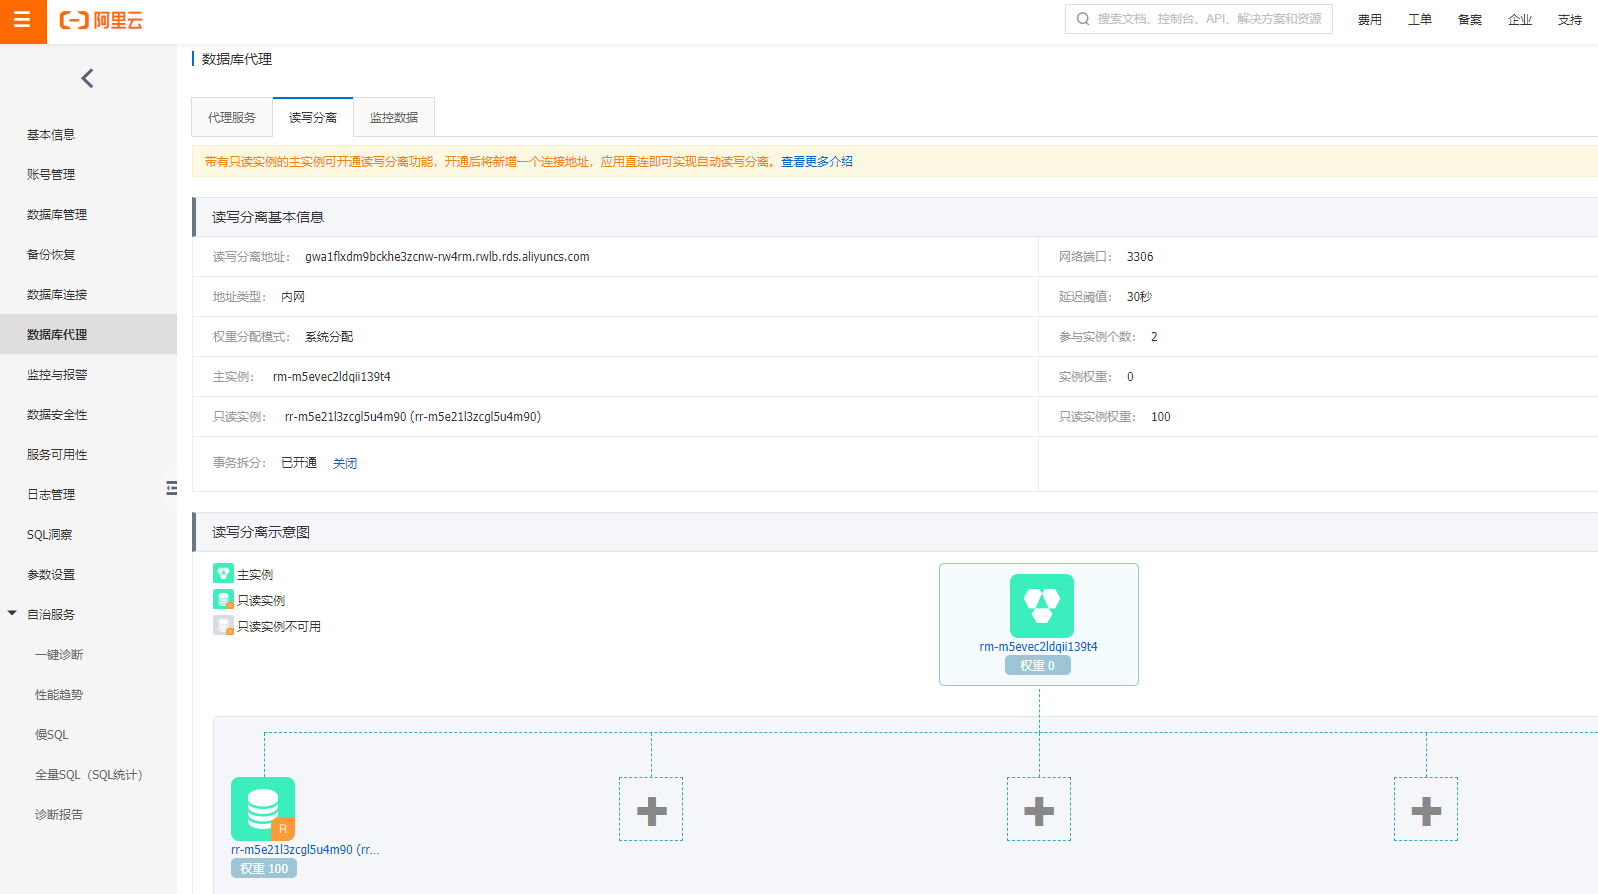 阿里云
搜索文档、控制台、API、解决方案和资源
费用
工单
备案
企业
支持
基本信息
账号管理
数据库管理
备份恢复
数据库连接
数据库代理
监控与报警
数据安全性
服务可用性
日志管理
SQL洞察
参数设置
自治服务
一键诊断
性能趋势
慢SQL
全量SQL（SQL统计）
诊断报告
数据库代理
代理服务
读写分离
监控数据
带有只读实例的主实例可开通读写分离功能，开通后将新增一个连接地址，应用直连即可实现自动读写分离。查看更多介绍
读写分离基本信息
读写分离地址： gwa1flxdm9bckhe3zcnw-rw4rm.rwlb.rds.aliyuncs.com
网络端口： 3306
地址类型： 内网
延迟阈值： 30秒
权重分配模式： 系统分配
参与实例个数： 2
主实例： rm-m5evec2ldqii139t4
实例权重： 0
只读实例： rr-m5e21l3zcgl5u4m90 (rr-m5e21l3zcgl5u4m90)
只读实例权重： 100
事务拆分： 已开通 关闭
读写分离示意图
主实例
只读实例
只读实例不可用
rm-m5evec2ldqii139t4
权重 0
R
rr-m5e21l3zcgl5u4m90 (rr...
权重 100